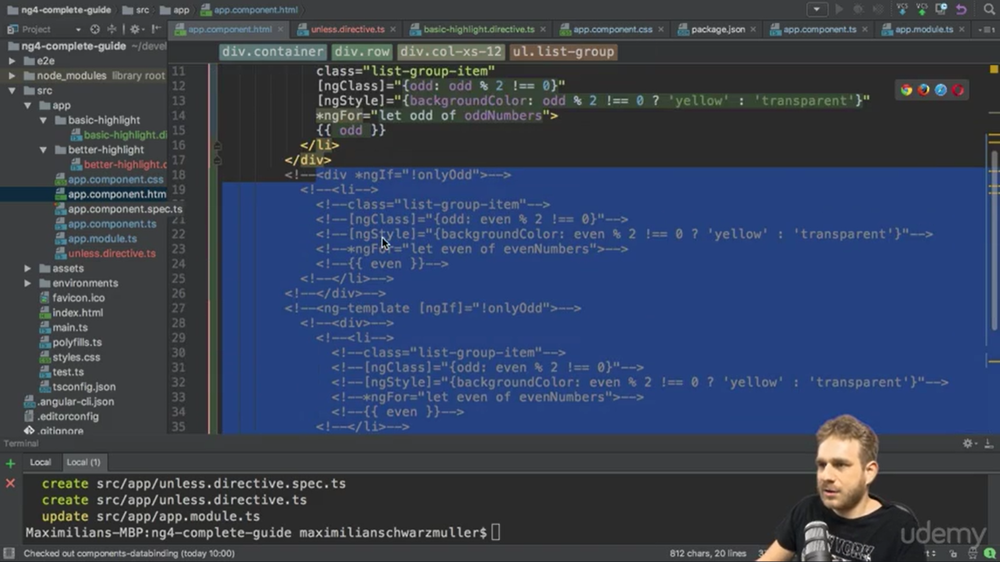 ng4-complete-guide src app app.component.html
Project
app.component.html unless.directive.ts basic-highlight.directive.ts app.component.css package.json app.component.ts app.module.ts
div.container div.row div.col-xs-12 ul.list-group
ng4-complete-guide ~/devel
e2e
node_modules library root
src
app
basic-highlight
basic-highlight.di
better-highlight
better-highlight.c
app.component.css
app.component.htm
app.component.spec.ts
app.component.ts
app.module.ts
unless.directive.ts
assets
environments
favicon.ico
index.html
main.ts
polyfills.ts
styles.css
test.ts
tsconfig.json
.angular-cli.json
.editorconfig
.gitignore
11 class="list-group-item"
12 [ngClass]="{odd: odd % 2 !== 0}"
13 [ngStyle]="{backgroundColor: odd % 2 !== 0 ? 'yellow' : 'transparent'}"
14 *ngFor="let odd of oddNumbers">
15 {{ odd }}
16 </li>
17 </div>
18 <!--<div *ngIf="!onlyOdd">-->
19 <!--<li-->
<!--class="list-group-item"-->
21 <!--[ngClass]="{odd: even % 2 !== 0}"-->
22 <!--[ngStyle]="{backgroundColor: even % 2 !== 0 ? 'yellow' : 'transparent'}"-->
23 <!--*ngFor="let even of evenNumbers">-->
24 <!--{{ even }}-->
25 <!--</li>-->
26 <!--</div>-->
27 <!--<ng-template [ngIf]="!onlyOdd">-->
28 <!--<div>-->
29 <!--<li-->
30 <!--class="list-group-item"-->
31 <!--[ngClass]="{odd: even % 2 !== 0}"-->
32 <!--[ngStyle]="{backgroundColor: even % 2 !== 0 ? 'yellow' : 'transparent'}"-->
33 <!--*ngFor="let even of evenNumbers">-->
34 <!--{{ even }}-->
35 <!--</li>-->
Terminal
Local Local (1)
create src/app/unless.directive.spec.ts
create src/app/unless.directive.ts
update src/app/app.module.ts
Maximilians-MBP:ng4-complete-guide maximilianschwarzmuller$
udemy
Checked out components-databinding (today 10:00)
812 chars, 20 lines